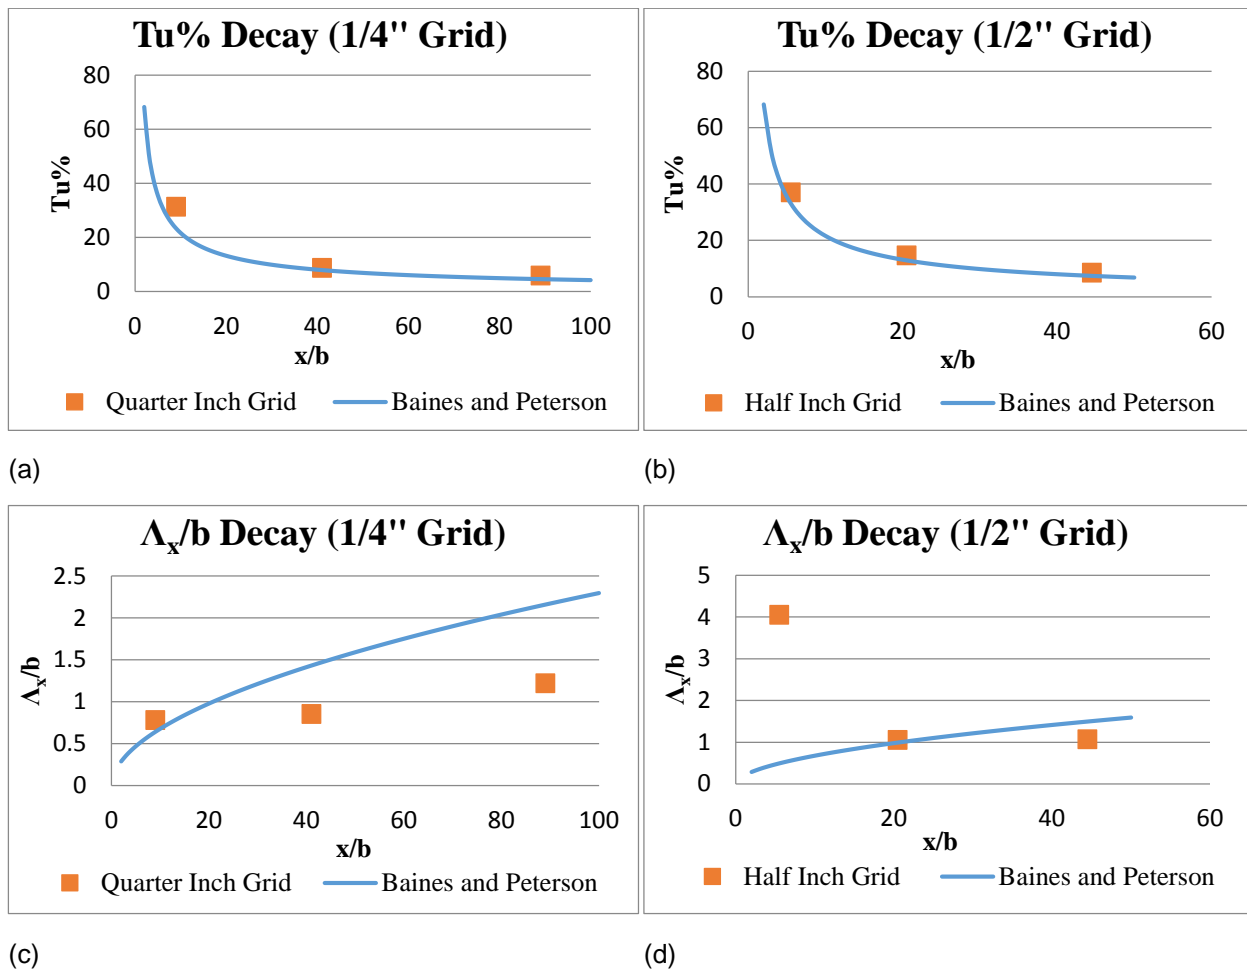 Tu% Decay (1/4" Grid)
80
60
40
20
0
Tu%
0 20 40 60 80 100
x/b
Quarter Inch Grid Baines and Peterson
(a)
Tu% Decay (1/2" Grid)
80
60
40
20
0
Tu%
0 20 40 60
x/b
Half Inch Grid Baines and Peterson
(b)
Λx/b Decay (1/4" Grid)
2.5
2
1.5
1
0.5
0
Λx/b
0 20 40 60 80 100
x/b
Quarter Inch Grid Baines and Peterson
(c)
Λx/b Decay (1/2" Grid)
5
4
3
2
1
0
Λx/b
0 20 40 60
x/b
Half Inch Grid Baines and Peterson
(d)